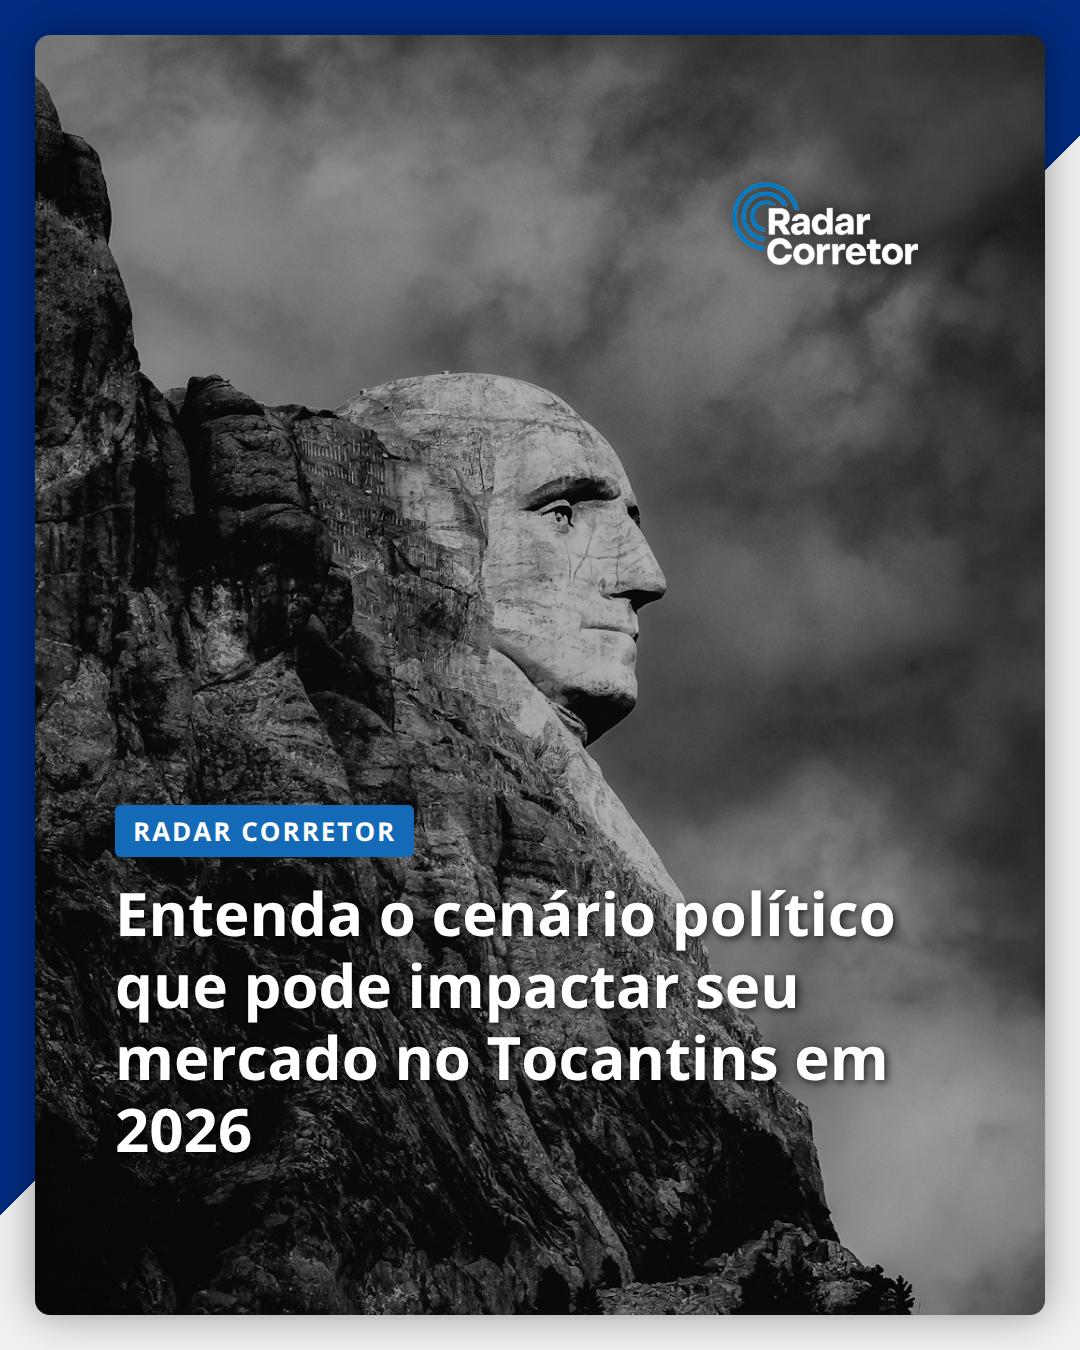 Radar
Corretor
RADAR CORRETOR
Entenda o cenário político
que pode impactar seu
mercado no Tocantins em
2026